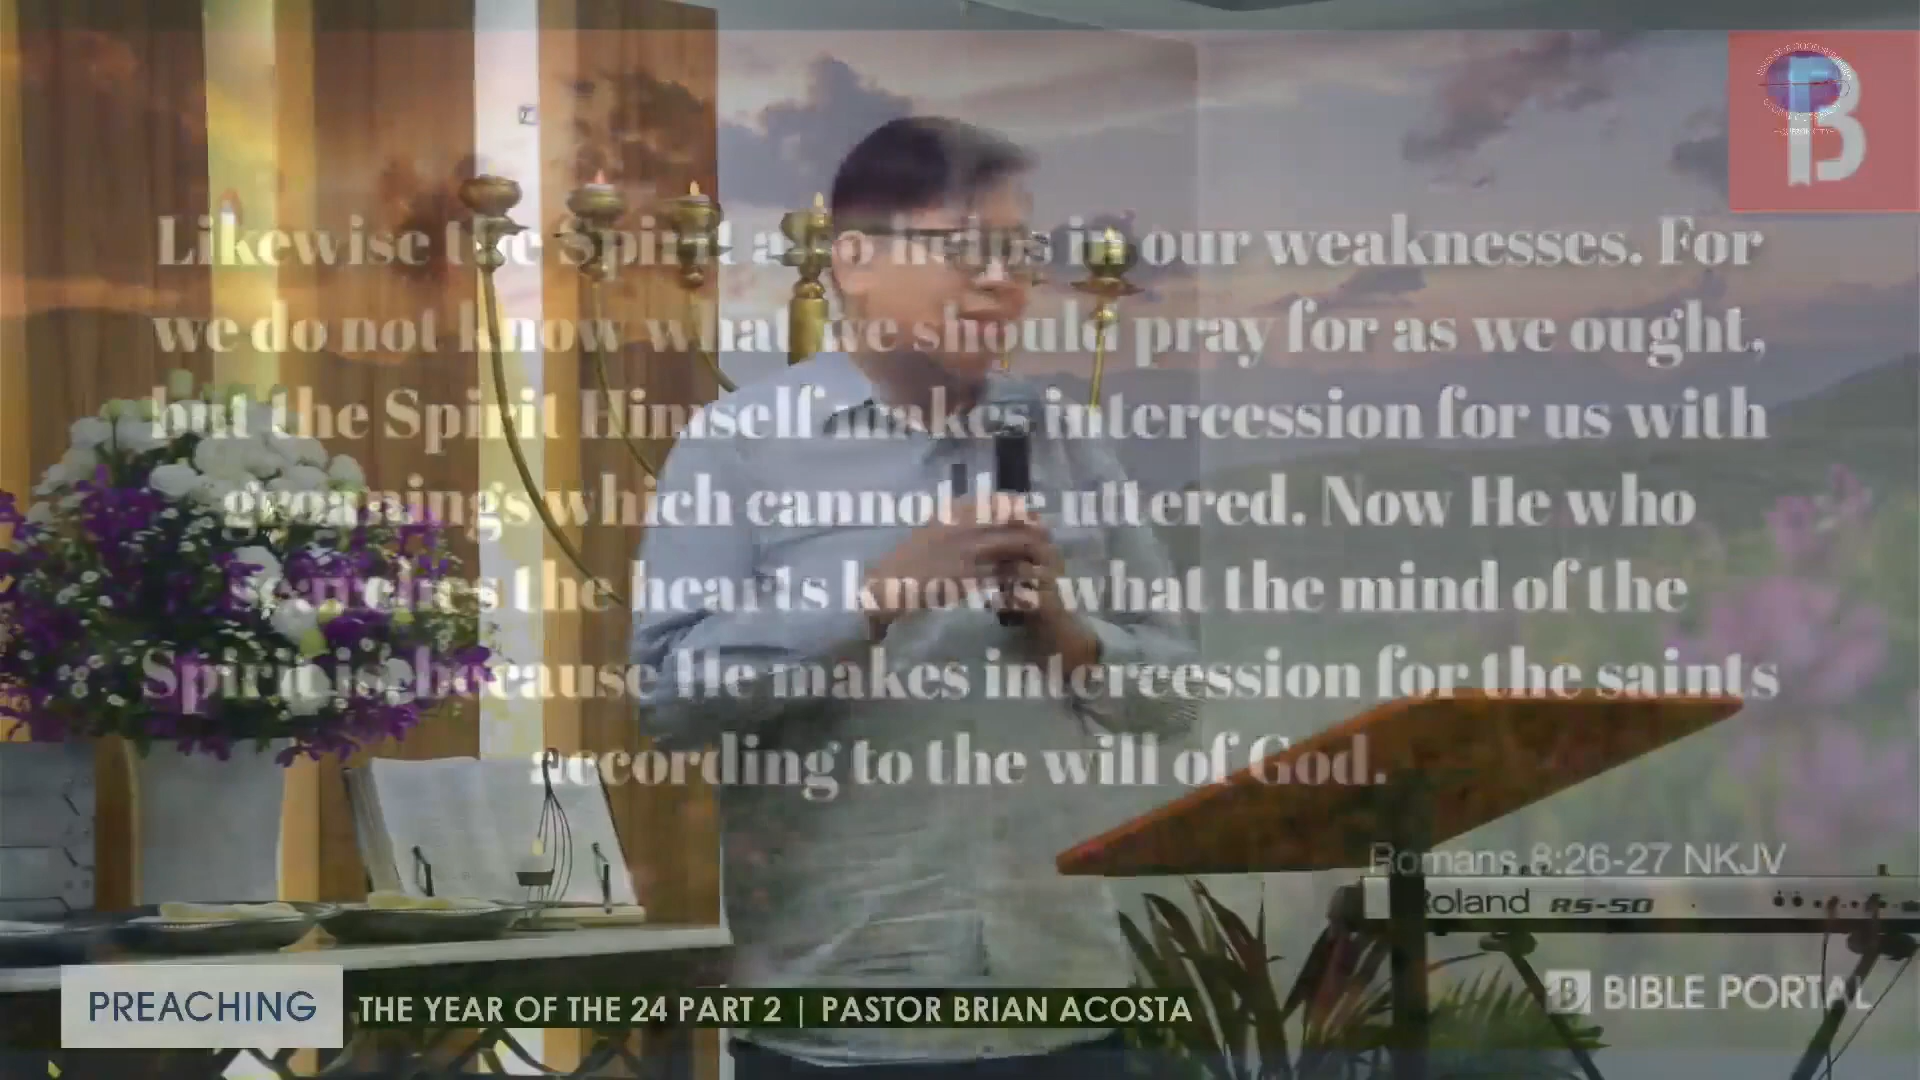 Likewise the Spirit also helps in our weaknesses. For
we do not know what we should pray for as we ought,
but the Spirit Himself makes intercession for us with
groanings which cannot be uttered. Now He who
searches the hearts knows what the mind of the
Spirit is, because He makes intercession for the saints
according to the will of God.
Romans 8:26-27 NKJV
Roland RS-50
BIBLE PORTAL
PREACHING
THE YEAR OF THE 24 PART 2 | PASTOR BRIAN ACOSTA